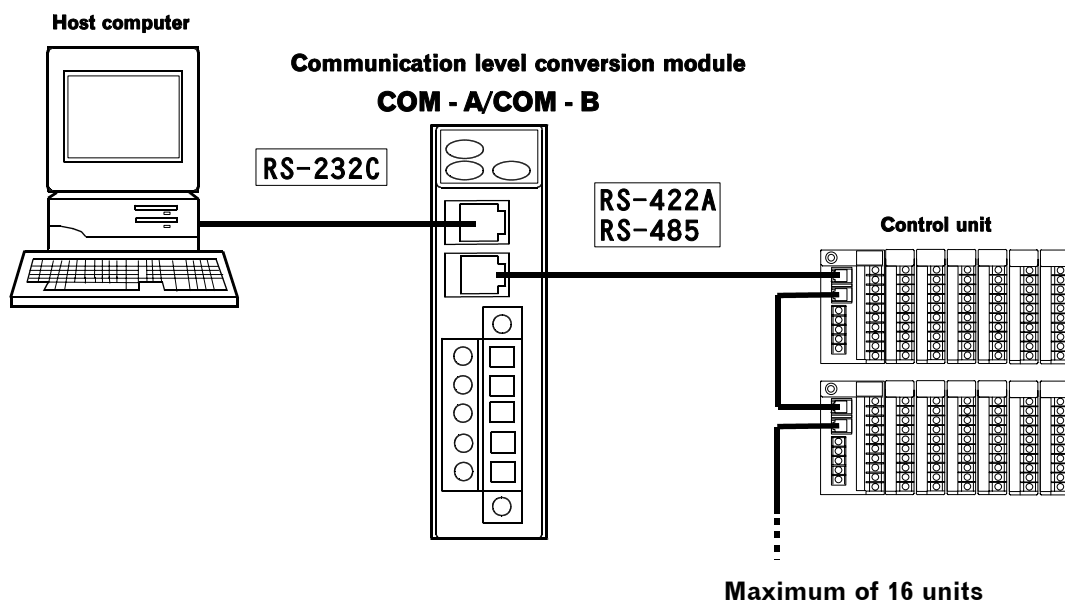 Host computer
Communication level conversion module
COM - A/COM - B
RS-232C
RS-422A
RS-485
Control unit
Maximum of 16 units